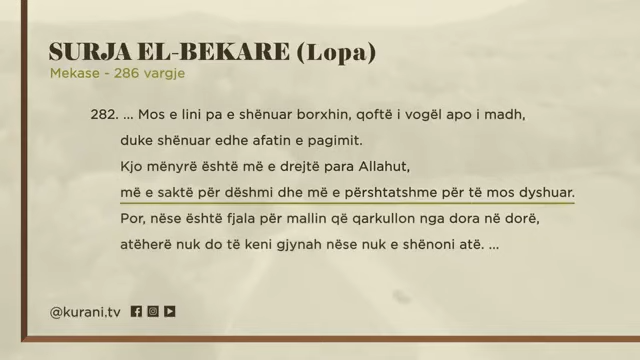 SURJA EL-BEKARE (Lopa)
Mekase - 286 vargje
282. ... Mos e lini pa e shënuar borxhin, qoftë i vogël apo i madh,
duke shënuar edhe afatin e pagimit.
Kjo mënyrë është më e drejtë para Allahut,
më e saktë për dëshmi dhe më e përshtatshme për të mos dyshuar.
Por, nëse është fjala për mallin që qarkullon nga dora në dorë,
atëherë nuk do të keni gjynah nëse nuk e shënoni atë. ...
@kurani.tv